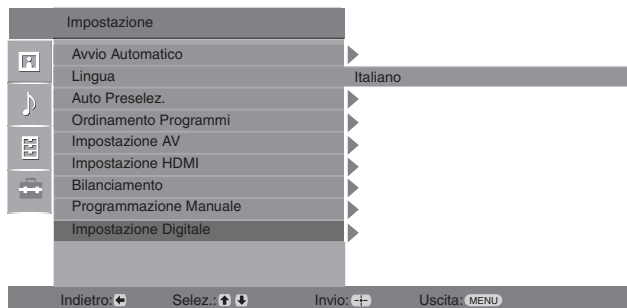 Impostazione
Avvio Automatico
Lingua Italiano
Auto Preselez.
Ordinamento Programmi
Impostazione AV
Impostazione HDMI
Bilanciamento
Programmazione Manuale
Impostazione Digitale
Indietro: Selez.: Invio: Uscita: MENU